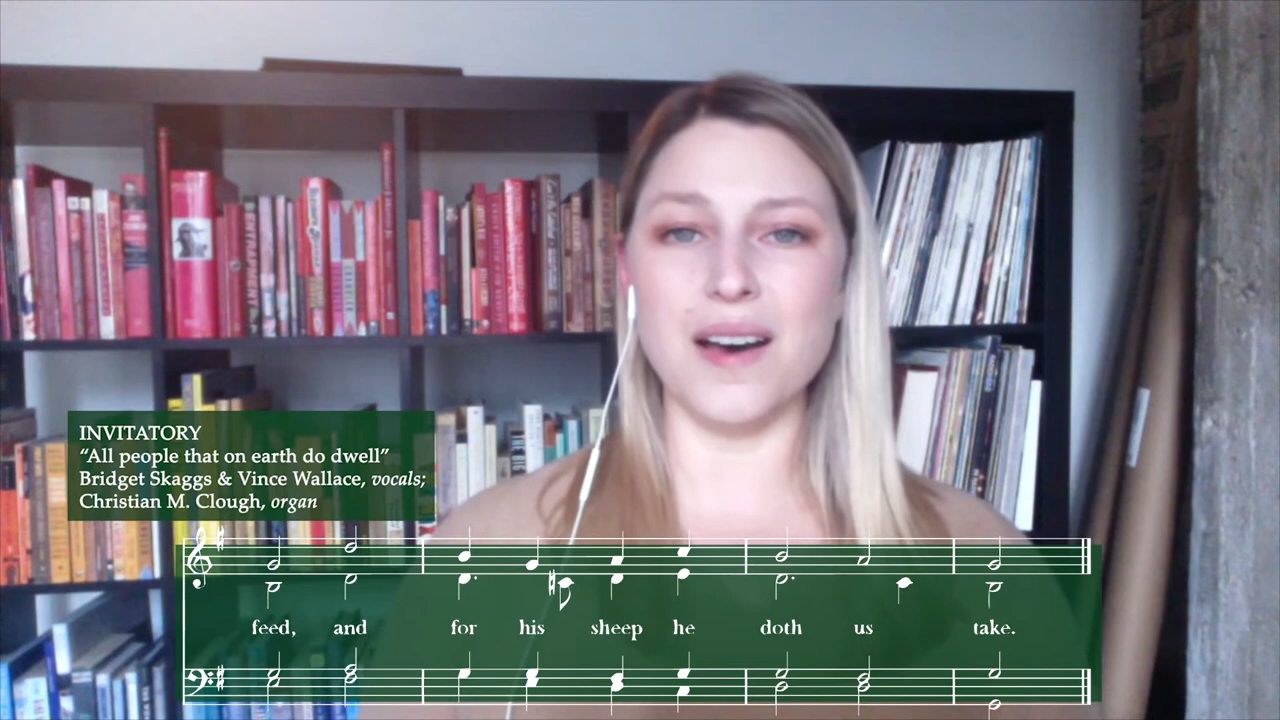 INVITATORY
“All people that on earth do dwell”
Bridget Skaggs & Vince Wallace, vocals;
Christian M. Clough, organ
feed, and for his sheep he doth us take.